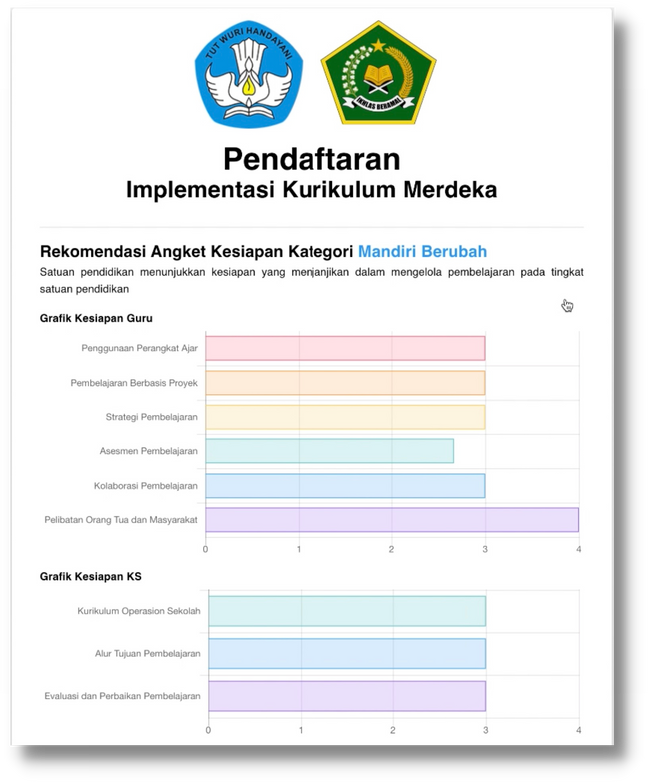 TUT WURI HANDAYANI
IKHLAS BERAMAL
Pendaftaran
Implementasi Kurikulum Merdeka
Rekomendasi Angket Kesiapan Kategori Mandiri Berubah
Satuan pendidikan menunjukkan kesiapan yang menjanjikan dalam mengelola pembelajaran pada tingkat
satuan pendidikan
Grafik Kesiapan Guru
Penggunaan Perangkat Ajar
Pembelajaran Berbasis Proyek
Strategi Pembelajaran
Asesmen Pembelajaran
Kolaborasi Pembelajaran
Pelibatan Orang Tua dan Masyarakat
0 1 2 3 4
Grafik Kesiapan KS
Kurikulum Operasion Sekolah
Alur Tujuan Pembelajaran
Evaluasi dan Perbaikan Pembelajaran
0 1 2 3 4